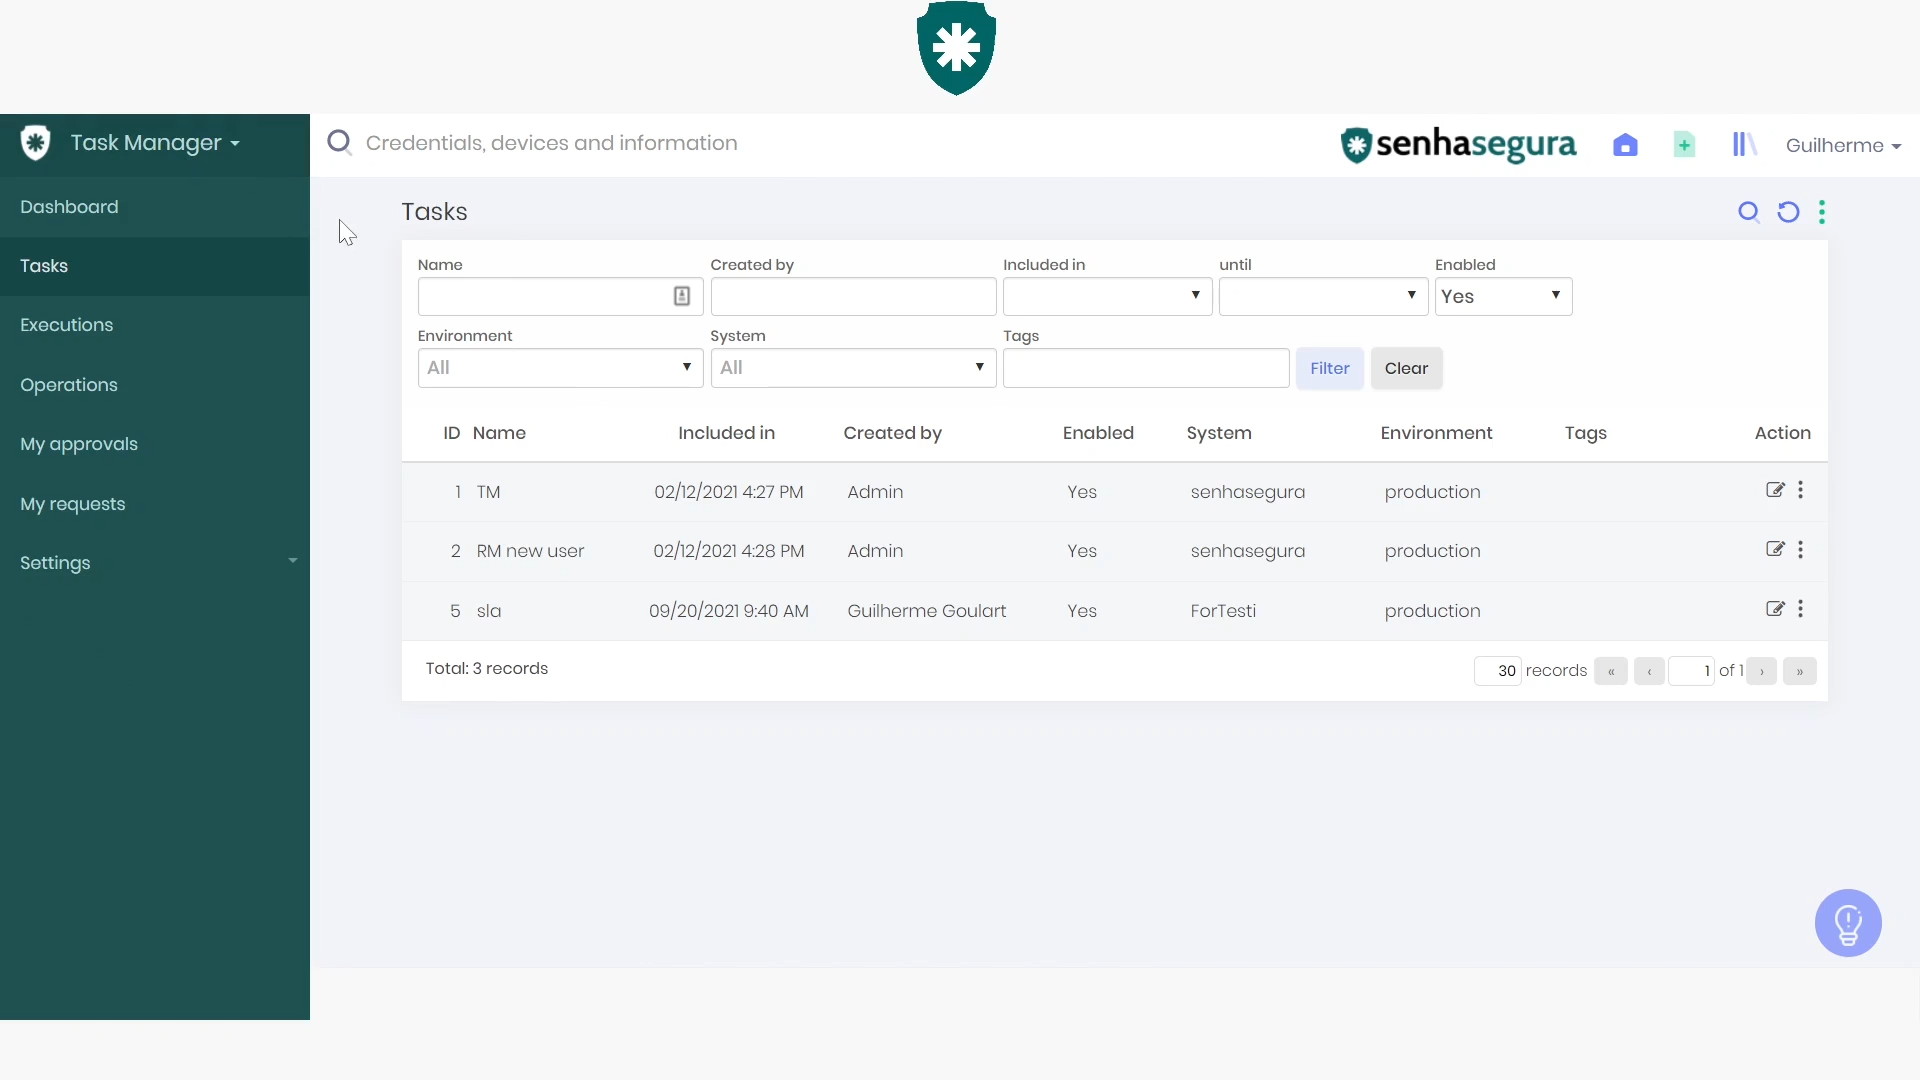 Task Manager
Credentials, devices and information
senhasegura
Guilherme
Dashboard
Tasks
Executions
Operations
My approvals
My requests
Settings
Tasks
Name Created by Included in until Enabled
Yes
Environment System Tags
All All Filter Clear
ID Name Included in Created by Enabled System Environment Tags Action
1 TM 02/12/2021 4:27 PM Admin Yes senhasegura production
2 RM new user 02/12/2021 4:28 PM Admin Yes senhasegura production
5 sla 09/20/2021 9:40 AM Guilherme Goulart Yes ForTesti production
Total: 3 records 30 records « ‹ 1 of 1 › »